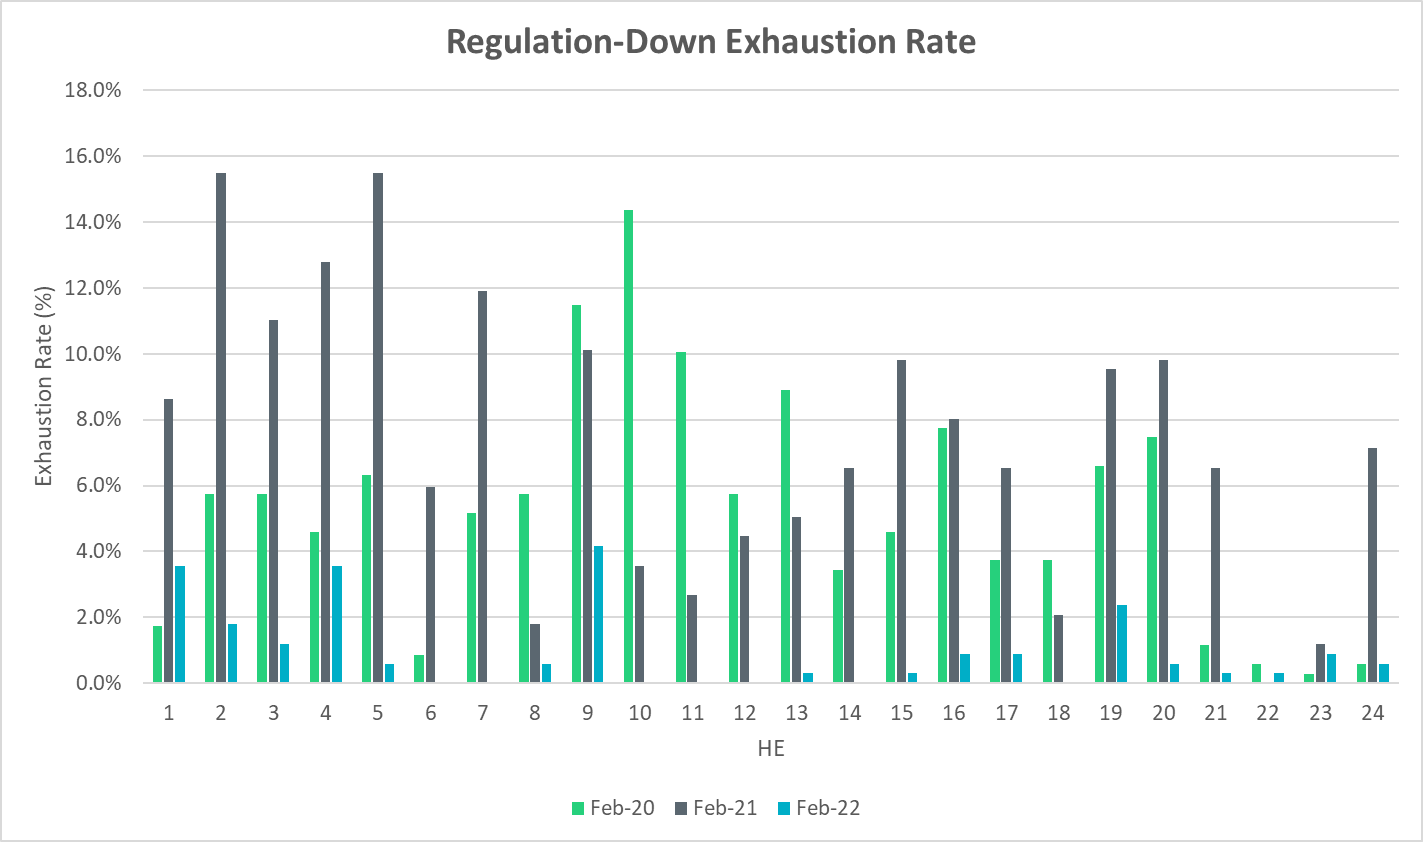 Regulation-Down Exhaustion Rate
18.0%
16.0%
14.0%
12.0%
10.0%
8.0%
6.0%
4.0%
2.0%
0.0%
Exhaustion Rate (%)
1 2 3 4 5 6 7 8 9 10 11 12 13 14 15 16 17 18 19 20 21 22 23 24
HE
Feb-20 Feb-21 Feb-22